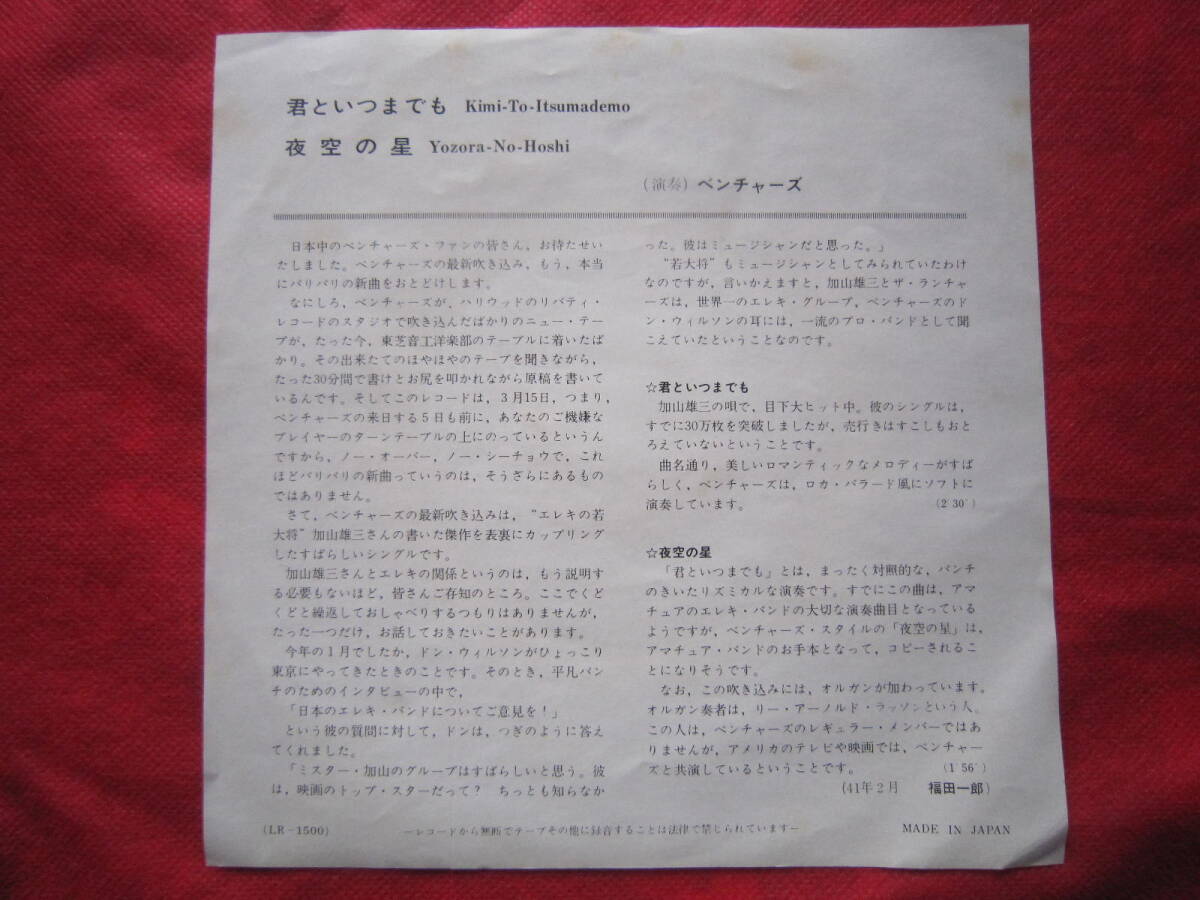 君といつまでも Kimi-To-Itsumademo
夜空の星 Yozora-No-Hoshi
(演奏) ベンチャーズ
日本中のベンチャーズ・ファンの皆さん，お待たせい
たしました。ベンチャーズの最新吹き込み，もう，本当
にバリバリの新曲をおとどけします。
なにしろ，ベンチャーズが，ハリウッドのリバティ・
レコードのスタジオで吹き込んだばかりのニュー・テー
プが，たった今，東芝音工洋楽部のテーブルに着いたば
かり。その出来たてのほやほやのテープを聞きながら，
たった30分間で書けとお尻を叩かれながら原稿を書いて
いるんです。そしてこのレコードは，3月15日，つまり，
ベンチャーズの来日する5日も前に，あなたのご機嫌な
プレイヤーのターンテーブルの上にのっているというん
ですから，ノー・オーバー，ノー・シーチョウで，これ
ほどバリバリの新曲っていうのは，そうざらにあるもの
ではありません。
さて，ベンチャーズの最新吹き込みは，“エレキの若
大将”加山雄三さんの書いた傑作を表裏にカップリング
したすばらしいシングルです。
加山雄三さんとエレキの関係というのは，もう説明す
る必要もないほど，皆さんご存知のところ。ここでくど
くどと繰返しておしゃべりするつもりはありませんが，
たった一つだけ，お話しておきたいことがあります。
今年の1月でしたか，ドン・ウィルソンがひょっこり
東京にやってきたときのことです。そのとき，平凡パン
チのためのインタビューの中で，
「日本のエレキ・バンドについてご意見を！」
という彼の質問に対して，ドンは，つぎのように答え
てくれました。
「ミスター・加山のグループはすばらしいと思う。彼
は，映画のトップ・スターだって？ ちっとも知らなか
った。彼はミュージシャンだと思った。」
“若大将”もミュージシャンとしてみられていたわけ
なのですが，言いかえますと，加山雄三とザ・ランチャ
ーズは，世界一のエレキ・グループ，ベンチャーズのド
ン・ウィルソンの耳には，一流のプロ・バンドとして聞
こえていたということなのです。
☆君といつまでも
加山雄三の唄で，目下大ヒット中。彼のシングルは，
すでに30万枚を突破しましたが，売行きはすこしもおと
ろえていないということです。
曲名通り，美しいロマンティックなメロディーがすば
らしく，ベンチャーズは，ロカ・バラード風にソフトに
演奏しています。 (2′30″)
☆夜空の星
「君といつまでも」とは，まったく対照的な，パンチ
のきいたリズミカルな演奏です。すでにこの曲は，アマ
チュアのエレキ・バンドの大切な演奏曲目となっている
ようですが，ベンチャーズ・スタイルの「夜空の星」は，
アマチュア・バンドのお手本となって，コピーされるこ
とになりそうです。
なお，この吹き込みには，オルガンが加わっています。
オルガン奏者は，リー・アーノルド・ラッソンという人。
この人は，ベンチャーズのレギュラー・メンバーではあ
りませんが，アメリカのテレビや映画では，ベンチャー
ズと共演しているということです。 (1′56″)
(41年2月 福田一郎)
(LR-1500) ―レコードから無断でテープその他に録音することは法律で禁じられています― MADE IN JAPAN